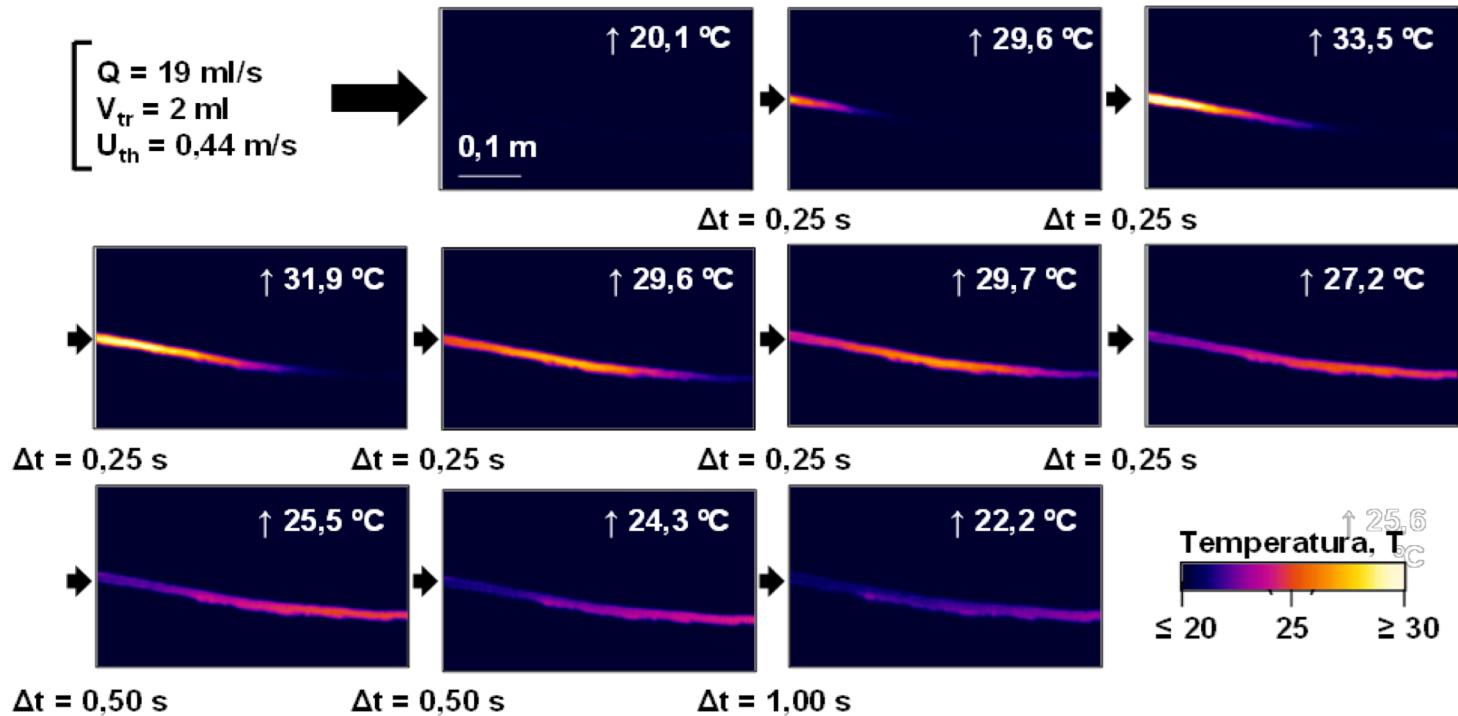 Q = 19 ml/s
V_tr = 2 ml
U_th = 0,44 m/s
↑ 20,1 ºC
0,1 m
↑ 29,6 ºC
↑ 33,5 ºC
Δt = 0,25 s
Δt = 0,25 s
↑ 31,9 ºC
↑ 29,6 ºC
↑ 29,7 ºC
↑ 27,2 ºC
Δt = 0,25 s
Δt = 0,25 s
Δt = 0,25 s
Δt = 0,25 s
↑ 25,5 ºC
↑ 24,3 ºC
↑ 22,2 ºC
↑ 25,6
ºC
Temperatura, T
≤ 20
25
≥ 30
Δt = 0,50 s
Δt = 0,50 s
Δt = 1,00 s